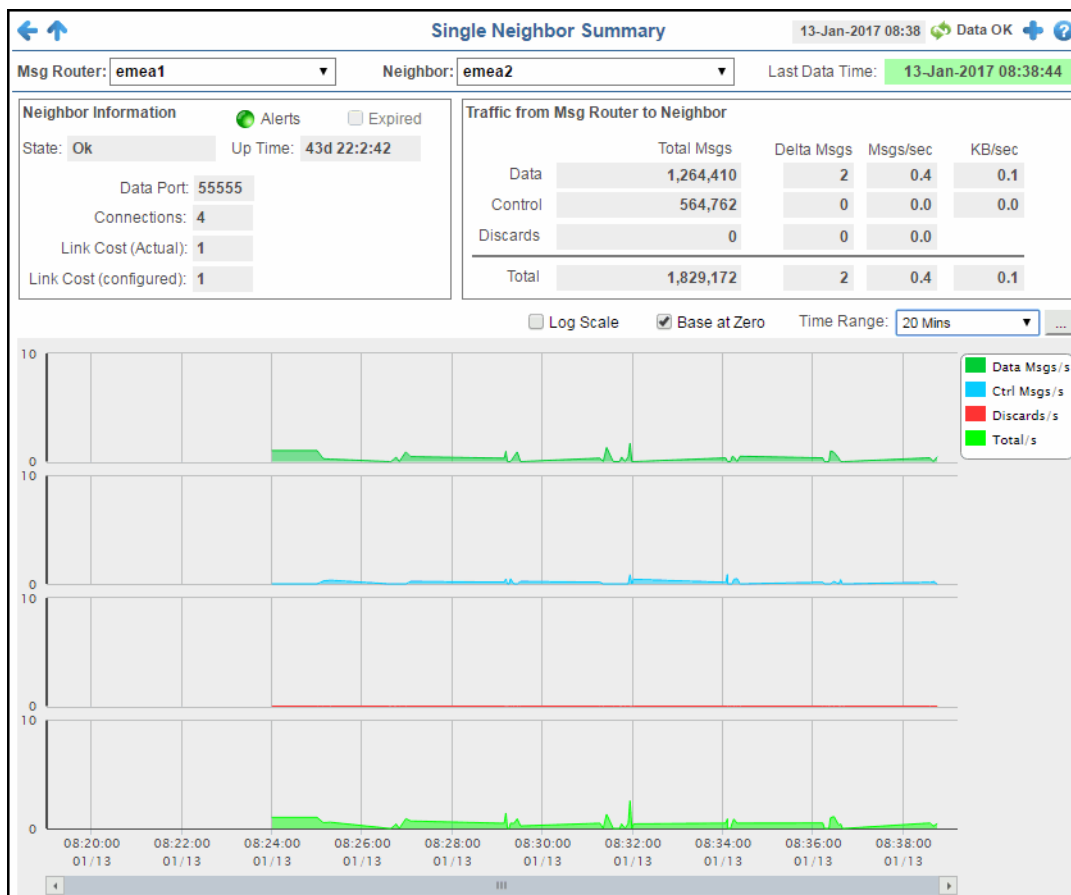 Single Neighbor Summary 13-Jan-2017 08:38 Data OK
Msg Router: emea1 Neighbor: emea2 Last Data Time: 13-Jan-2017 08:38:44
Neighbor Information Alerts Expired
State: Ok Up Time: 43d 22:2:42
Data Port: 55555
Connections: 4
Link Cost (Actual): 1
Link Cost (configured): 1
Traffic from Msg Router to Neighbor
Total Msgs Delta Msgs Msgs/sec KB/sec
Data 1,264,410 2 0.4 0.1
Control 564,762 0 0.0 0.0
Discards 0 0 0.0
Total 1,829,172 2 0.4 0.1
Log Scale Base at Zero Time Range: 20 Mins ...
10
0
10
0
10
0
10
0
Data Msgs/s
Ctrl Msgs/s
Discards/s
Total/s
08:20:00 08:22:00 08:24:00 08:26:00 08:28:00 08:30:00 08:32:00 08:34:00 08:36:00 08:38:00
01/13 01/13 01/13 01/13 01/13 01/13 01/13 01/13 01/13 01/13